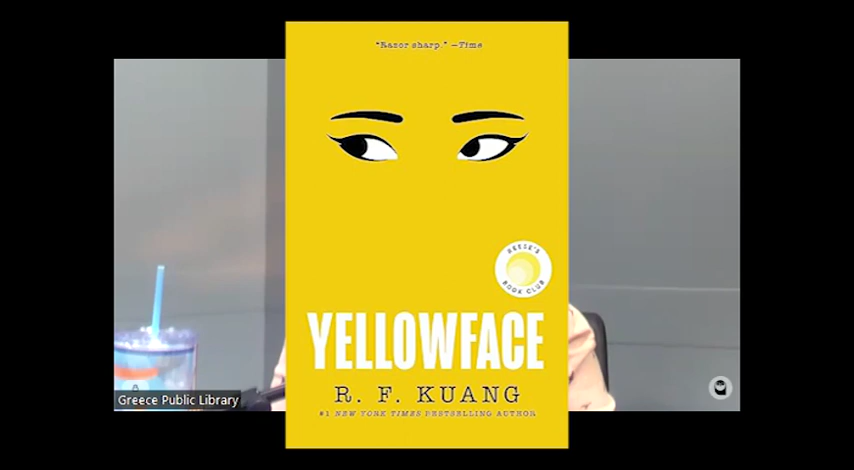 "Razor sharp." —Time
REESE'S
BOOK CLUB
YELLOWFACE
R. F. KUANG
#1 NEW YORK TIMES BESTSELLING AUTHOR
Greece Public Library